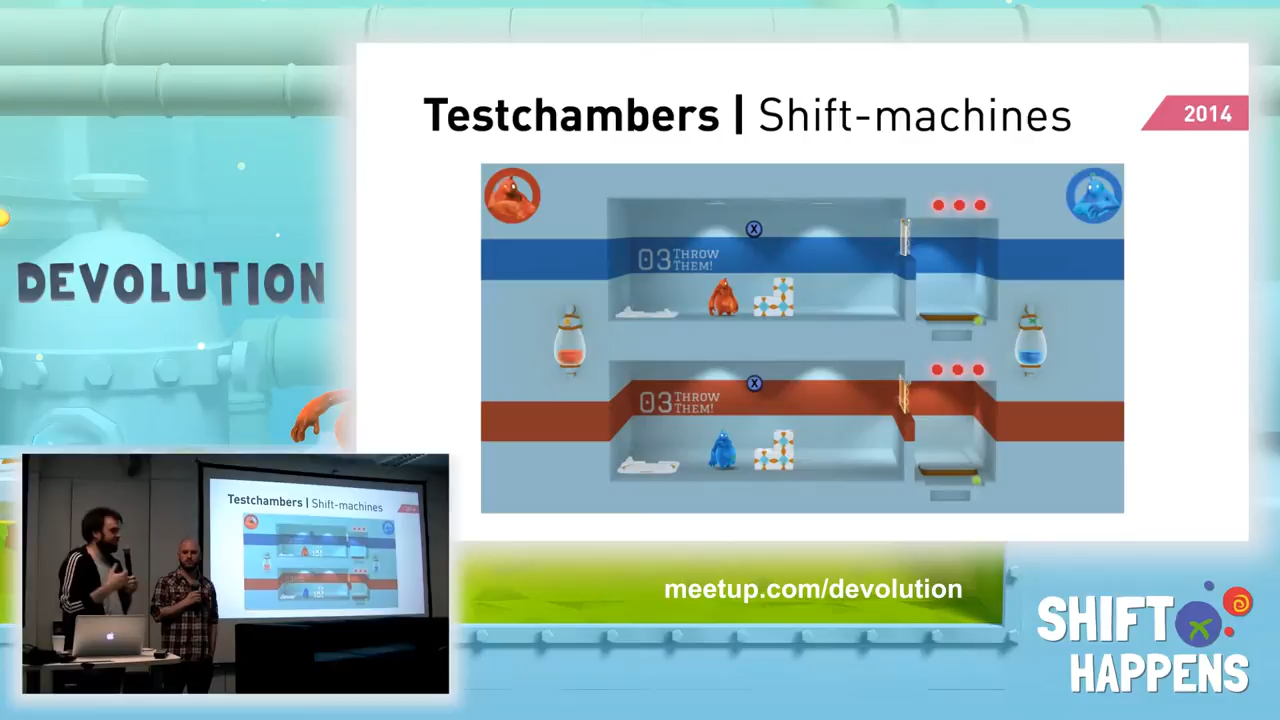 Testchambers | Shift-machines
2014
X
03 THROW
THEM!
X
03 THROW
THEM!
DEVOLUTION
Testchambers | Shift-machines
meetup.com/devolution
SHIFT
HAPPENS